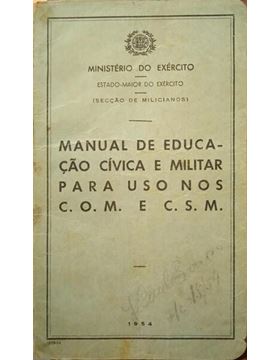 MINISTÉRIO DO EXÉRCITO
ESTADO-MAIOR DO EXÉRCITO
(SECÇÃO DE MILICIANOS)
MANUAL DE EDUCA-
ÇÃO CÍVICA E MILITAR
PARA USO NOS
C. O. M. E C. S. M.
1954